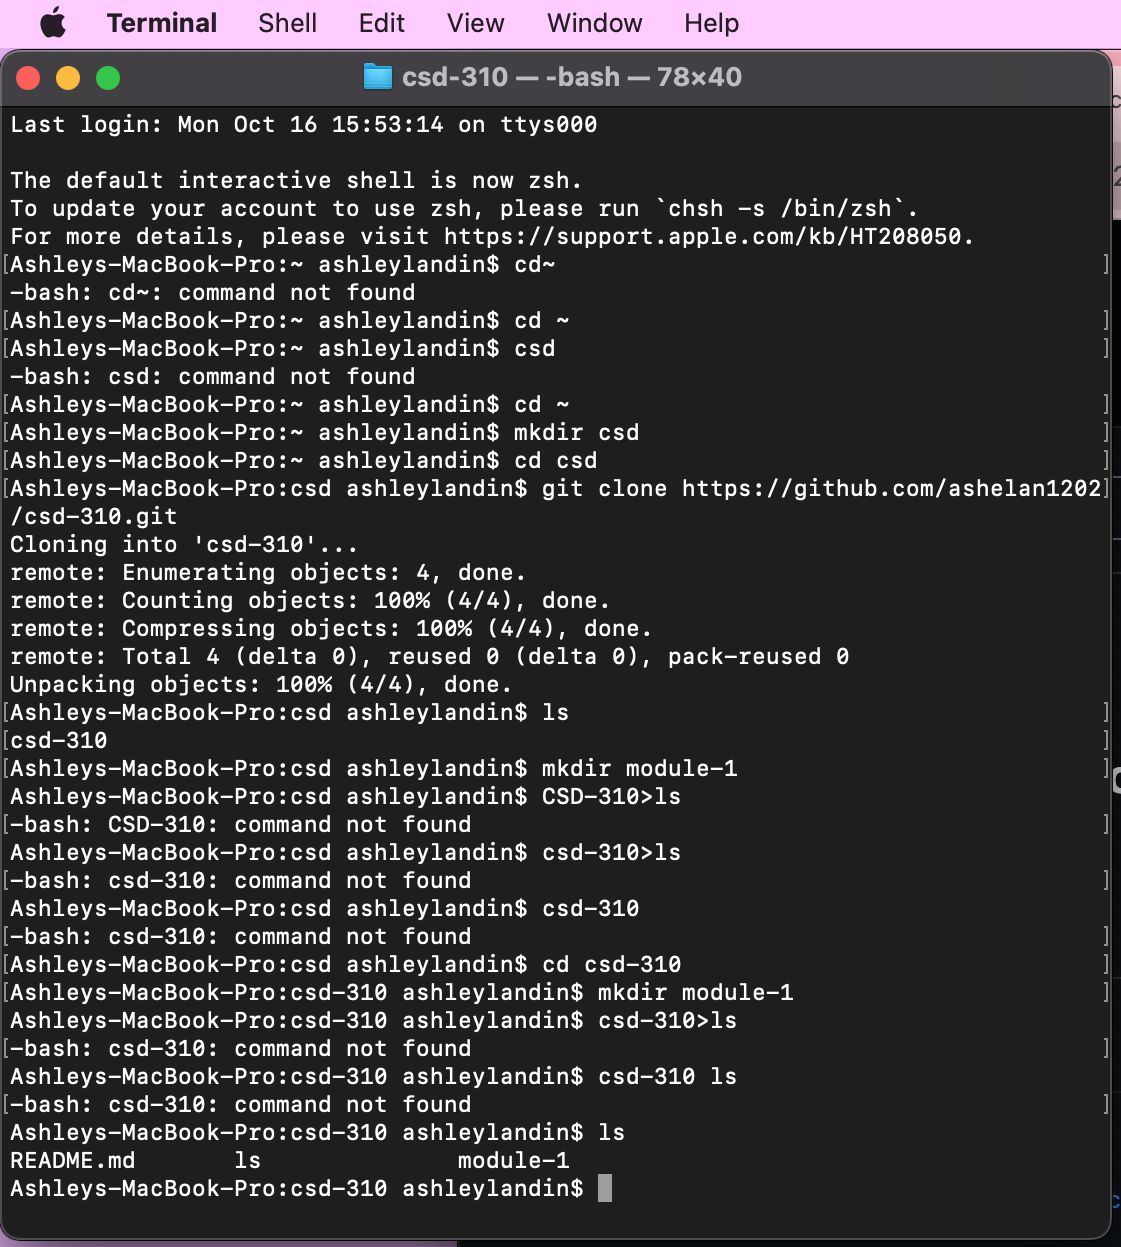 Terminal Shell Edit View Window Help
csd-310 — -bash — 78×40
Last login: Mon Oct 16 15:53:14 on ttys000
The default interactive shell is now zsh.
To update your account to use zsh, please run `chsh -s /bin/zsh`.
For more details, please visit https://support.apple.com/kb/HT208050.
[Ashleys-MacBook-Pro:~ ashleylandin$ cd~ ]
-bash: cd~: command not found
[Ashleys-MacBook-Pro:~ ashleylandin$ cd ~ ]
[Ashleys-MacBook-Pro:~ ashleylandin$ csd ]
-bash: csd: command not found
[Ashleys-MacBook-Pro:~ ashleylandin$ cd ~ ]
[Ashleys-MacBook-Pro:~ ashleylandin$ mkdir csd ]
[Ashleys-MacBook-Pro:~ ashleylandin$ cd csd ]
[Ashleys-MacBook-Pro:csd ashleylandin$ git clone https://github.com/ashelan1202]
/csd-310.git
Cloning into 'csd-310'...
remote: Enumerating objects: 4, done.
remote: Counting objects: 100% (4/4), done.
remote: Compressing objects: 100% (4/4), done.
remote: Total 4 (delta 0), reused 0 (delta 0), pack-reused 0
Unpacking objects: 100% (4/4), done.
[Ashleys-MacBook-Pro:csd ashleylandin$ ls ]
[csd-310 ]
[Ashleys-MacBook-Pro:csd ashleylandin$ mkdir module-1 ]
Ashleys-MacBook-Pro:csd ashleylandin$ CSD-310>ls
[-bash: CSD-310: command not found ]
Ashleys-MacBook-Pro:csd ashleylandin$ csd-310>ls
[-bash: csd-310: command not found ]
Ashleys-MacBook-Pro:csd ashleylandin$ csd-310
[-bash: csd-310: command not found ]
[Ashleys-MacBook-Pro:csd ashleylandin$ cd csd-310 ]
[Ashleys-MacBook-Pro:csd-310 ashleylandin$ mkdir module-1 ]
Ashleys-MacBook-Pro:csd-310 ashleylandin$ csd-310>ls
[-bash: csd-310: command not found ]
Ashleys-MacBook-Pro:csd-310 ashleylandin$ csd-310 ls
[-bash: csd-310: command not found ]
Ashleys-MacBook-Pro:csd-310 ashleylandin$ ls
README.md ls module-1
Ashleys-MacBook-Pro:csd-310 ashleylandin$